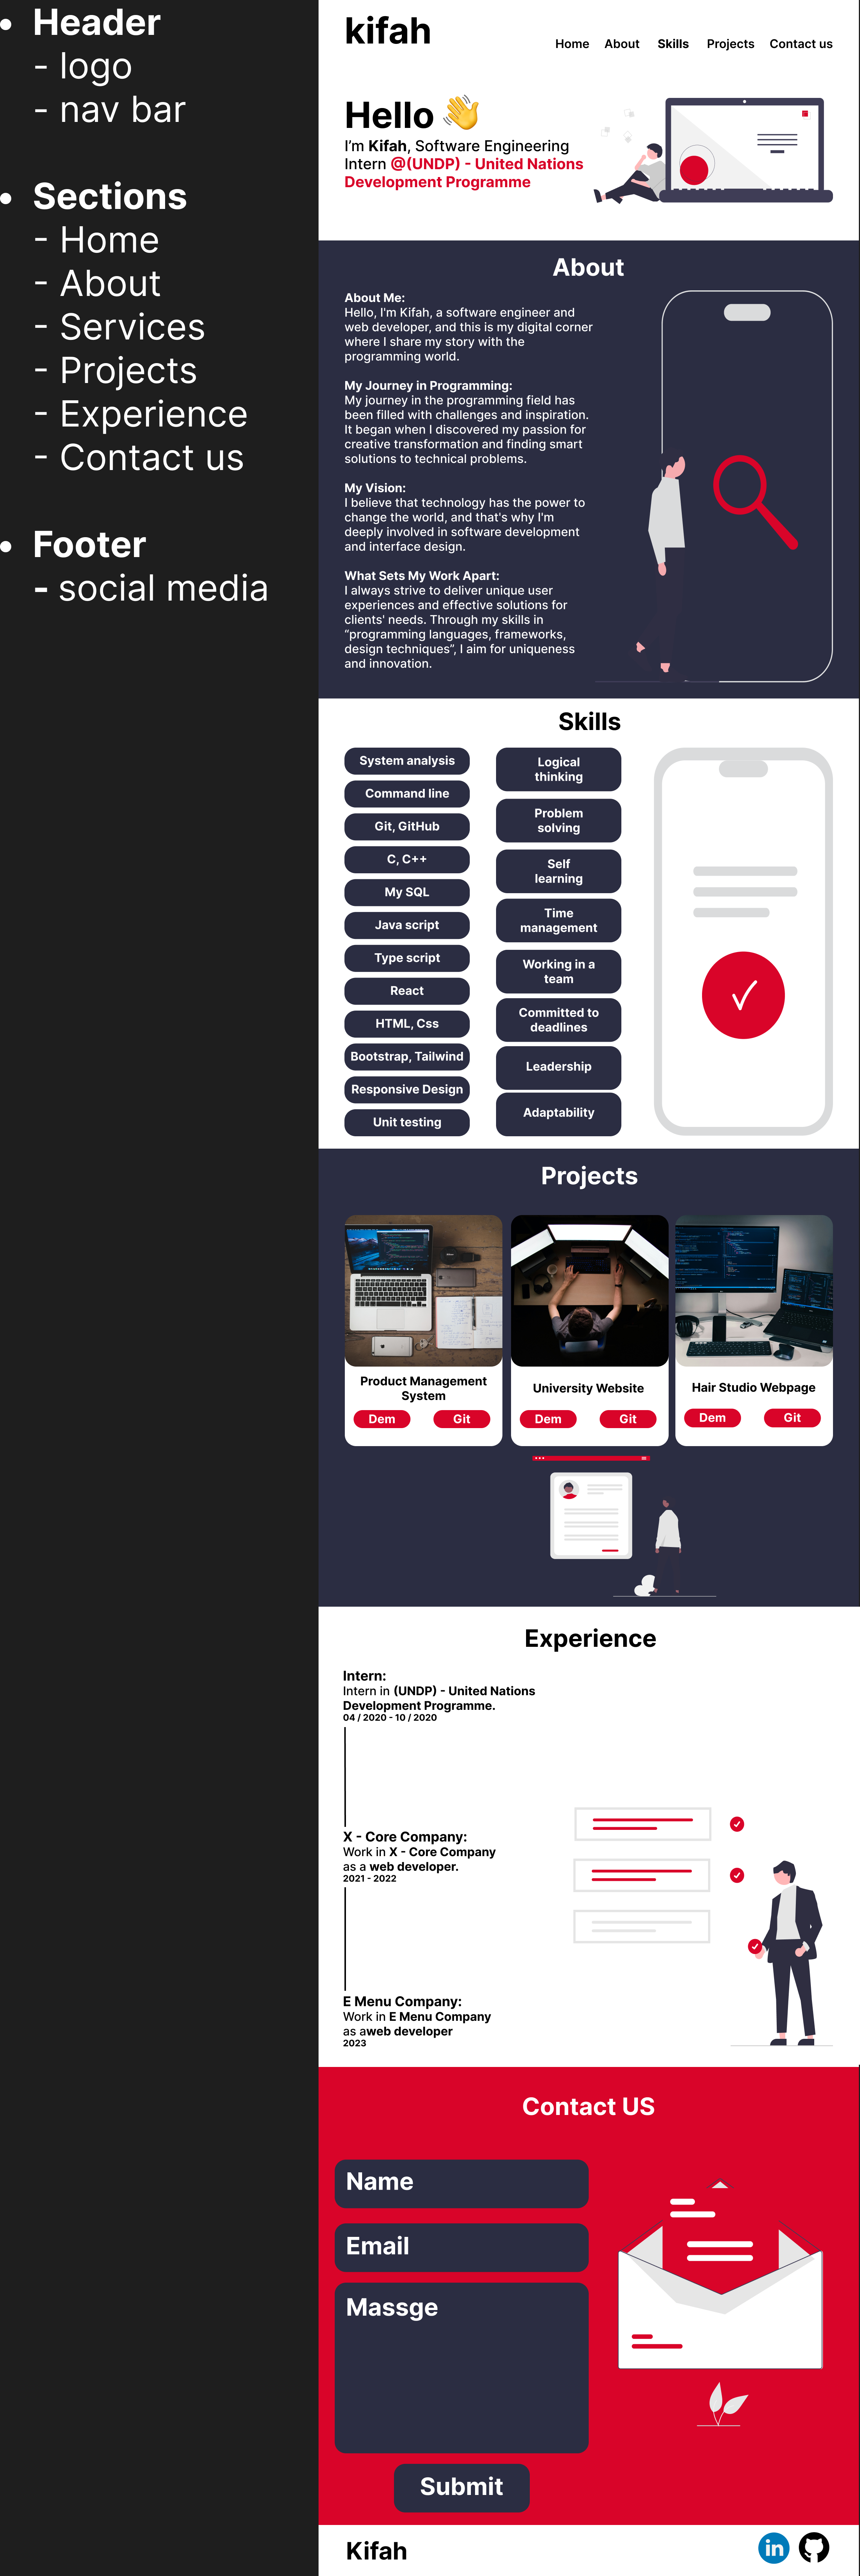 • Header
- logo
- nav bar
• Sections
- Home
- About
- Services
- Projects
- Experience
- Contact us
• Footer
- social media
kifah
Home About Skills Projects Contact us
Hello 👋
I'm Kifah, Software Engineering
Intern @(UNDP) - United Nations
Development Programme
About
About Me:
Hello, I'm Kifah, a software engineer and
web developer, and this is my digital corner
where I share my story with the
programming world.
My Journey in Programming:
My journey in the programming field has
been filled with challenges and inspiration.
It began when I discovered my passion for
creative transformation and finding smart
solutions to technical problems.
My Vision:
I believe that technology has the power to
change the world, and that's why I'm
deeply involved in software development
and interface design.
What Sets My Work Apart:
I always strive to deliver unique user
experiences and effective solutions for
clients' needs. Through my skills in
“programming languages, frameworks,
design techniques”, I aim for uniqueness
and innovation.
Skills
System analysis
Command line
Git, GitHub
C, C++
My SQL
Java script
Type script
React
HTML, Css
Bootstrap, Tailwind
Responsive Design
Unit testing
Logical
thinking
Problem
solving
Self
learning
Time
management
Working in a
team
Committed to
deadlines
Leadership
Adaptability
Projects
Product Management
System
Dem Git
University Website
Dem Git
Hair Studio Webpage
Dem Git
Experience
Intern:
Intern in (UNDP) - United Nations
Development Programme.
04 / 2020 - 10 / 2020
X - Core Company:
Work in X - Core Company
as a web developer.
2021 - 2022
E Menu Company:
Work in E Menu Company
as aweb developer
2023
Contact US
Name
Email
Massge
Submit
Kifah
in